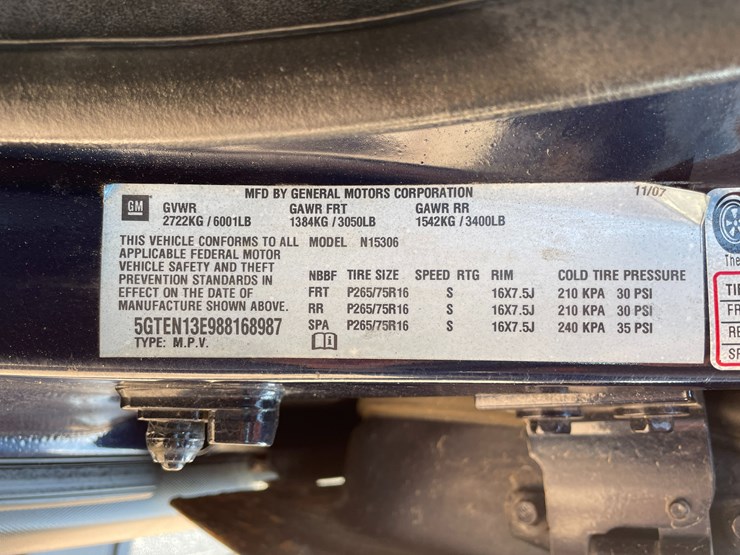 MFD BY GENERAL MOTORS CORPORATION 11/07
GM
GVWR GAWR FRT GAWR RR
2722KG / 6001LB 1384KG / 3050LB 1542KG / 3400LB
THIS VEHICLE CONFORMS TO ALL MODEL N15306
APPLICABLE FEDERAL MOTOR
VEHICLE SAFETY AND THEFT
PREVENTION STANDARDS IN
EFFECT ON THE DATE OF
MANUFACTURE SHOWN ABOVE.
5GTEN13E988168987
TYPE: M.P.V.
NBBF TIRE SIZE SPEED RTG RIM COLD TIRE PRESSURE
FRT P265/75R16 S 16X7.5J 210 KPA 30 PSI
RR P265/75R16 S 16X7.5J 210 KPA 30 PSI
SPA P265/75R16 S 16X7.5J 240 KPA 35 PSI
The